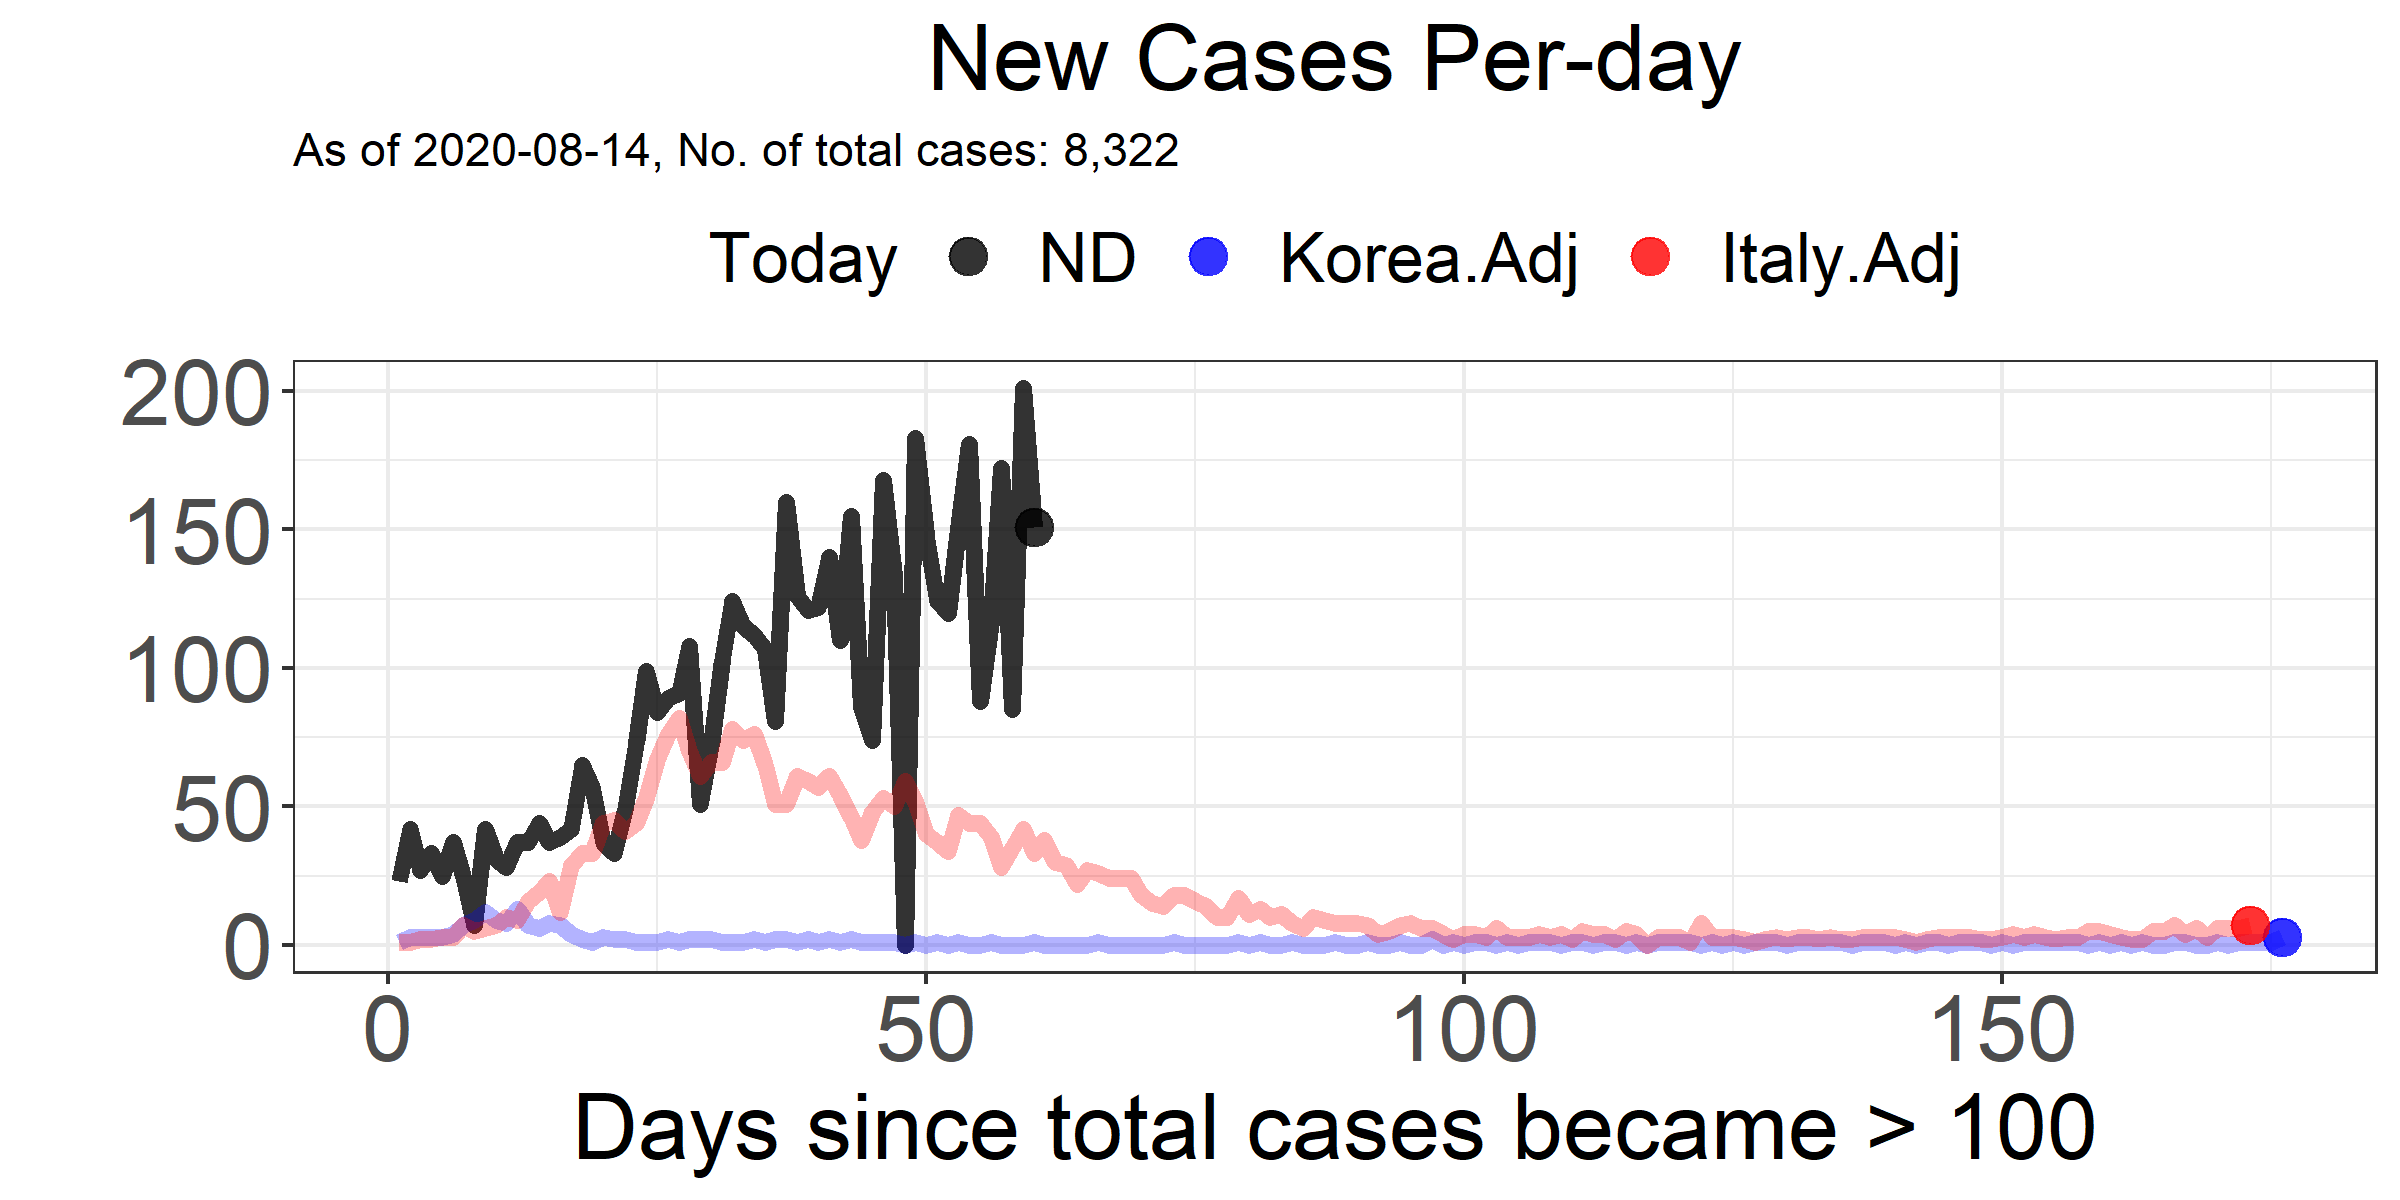 New Cases Per-day
As of 2020-08-14, No. of total cases: 8,322
Today ND Korea.Adj Italy.Adj
200
150
100
50
0
0 50 100 150
Days since total cases became > 100